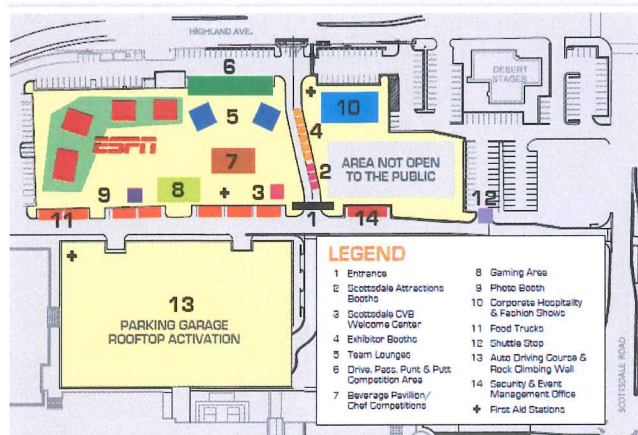 HIGHLAND AVE.
6
DESERT
STAGES
10
5
4
ESPN
7
AREA NOT OPEN
TO THE PUBLIC
2
9
8
3
12
11
1
14
13
PARKING GARAGE
ROOFTOP ACTIVATION
LEGEND
1 Entrance
2 Scottsdale Attractions
Booths
3 Scottsdale CVB
Welcome Center
4 Exhibitor Booths
5 Team Lounges
6 Drive, Pass, Punt & Putt
Competition Area
7 Beverage Pavilion/
Chef Competitions
8 Gaming Area
9 Photo Booth
10 Corporate Hospitality
& Fashion Shows
11 Food Trucks
12 Shuttle Stop
13 Auto Driving Course &
Rock Climbing Wall
14 Security & Event
Management Office
+ First Aid Stations
SCOTTSDALE ROAD